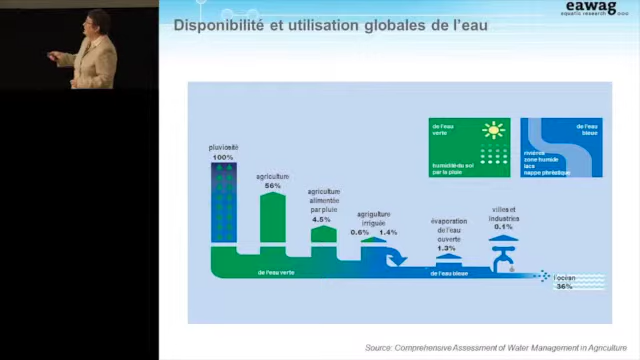 eawag
aquatic research
Disponibilité et utilisation globales de l'eau
de l'eau
verte
humidité du sol
par la pluie
de l'eau
bleue
rivières
zone humide
lacs
nappe phréatique
pluviosité
100%
agriculture
56%
agriculture
alimentée
par pluie
4.5%
agrigulture
irriguée
0.6% 1.4%
évaporation
de l'eau
ouverte
1.3%
villes et
industries
0.1%
de l'eau verte
de l'eau bleue
l'océan
36%
Source: Comprehensive Assessment of Water Management in Agriculture